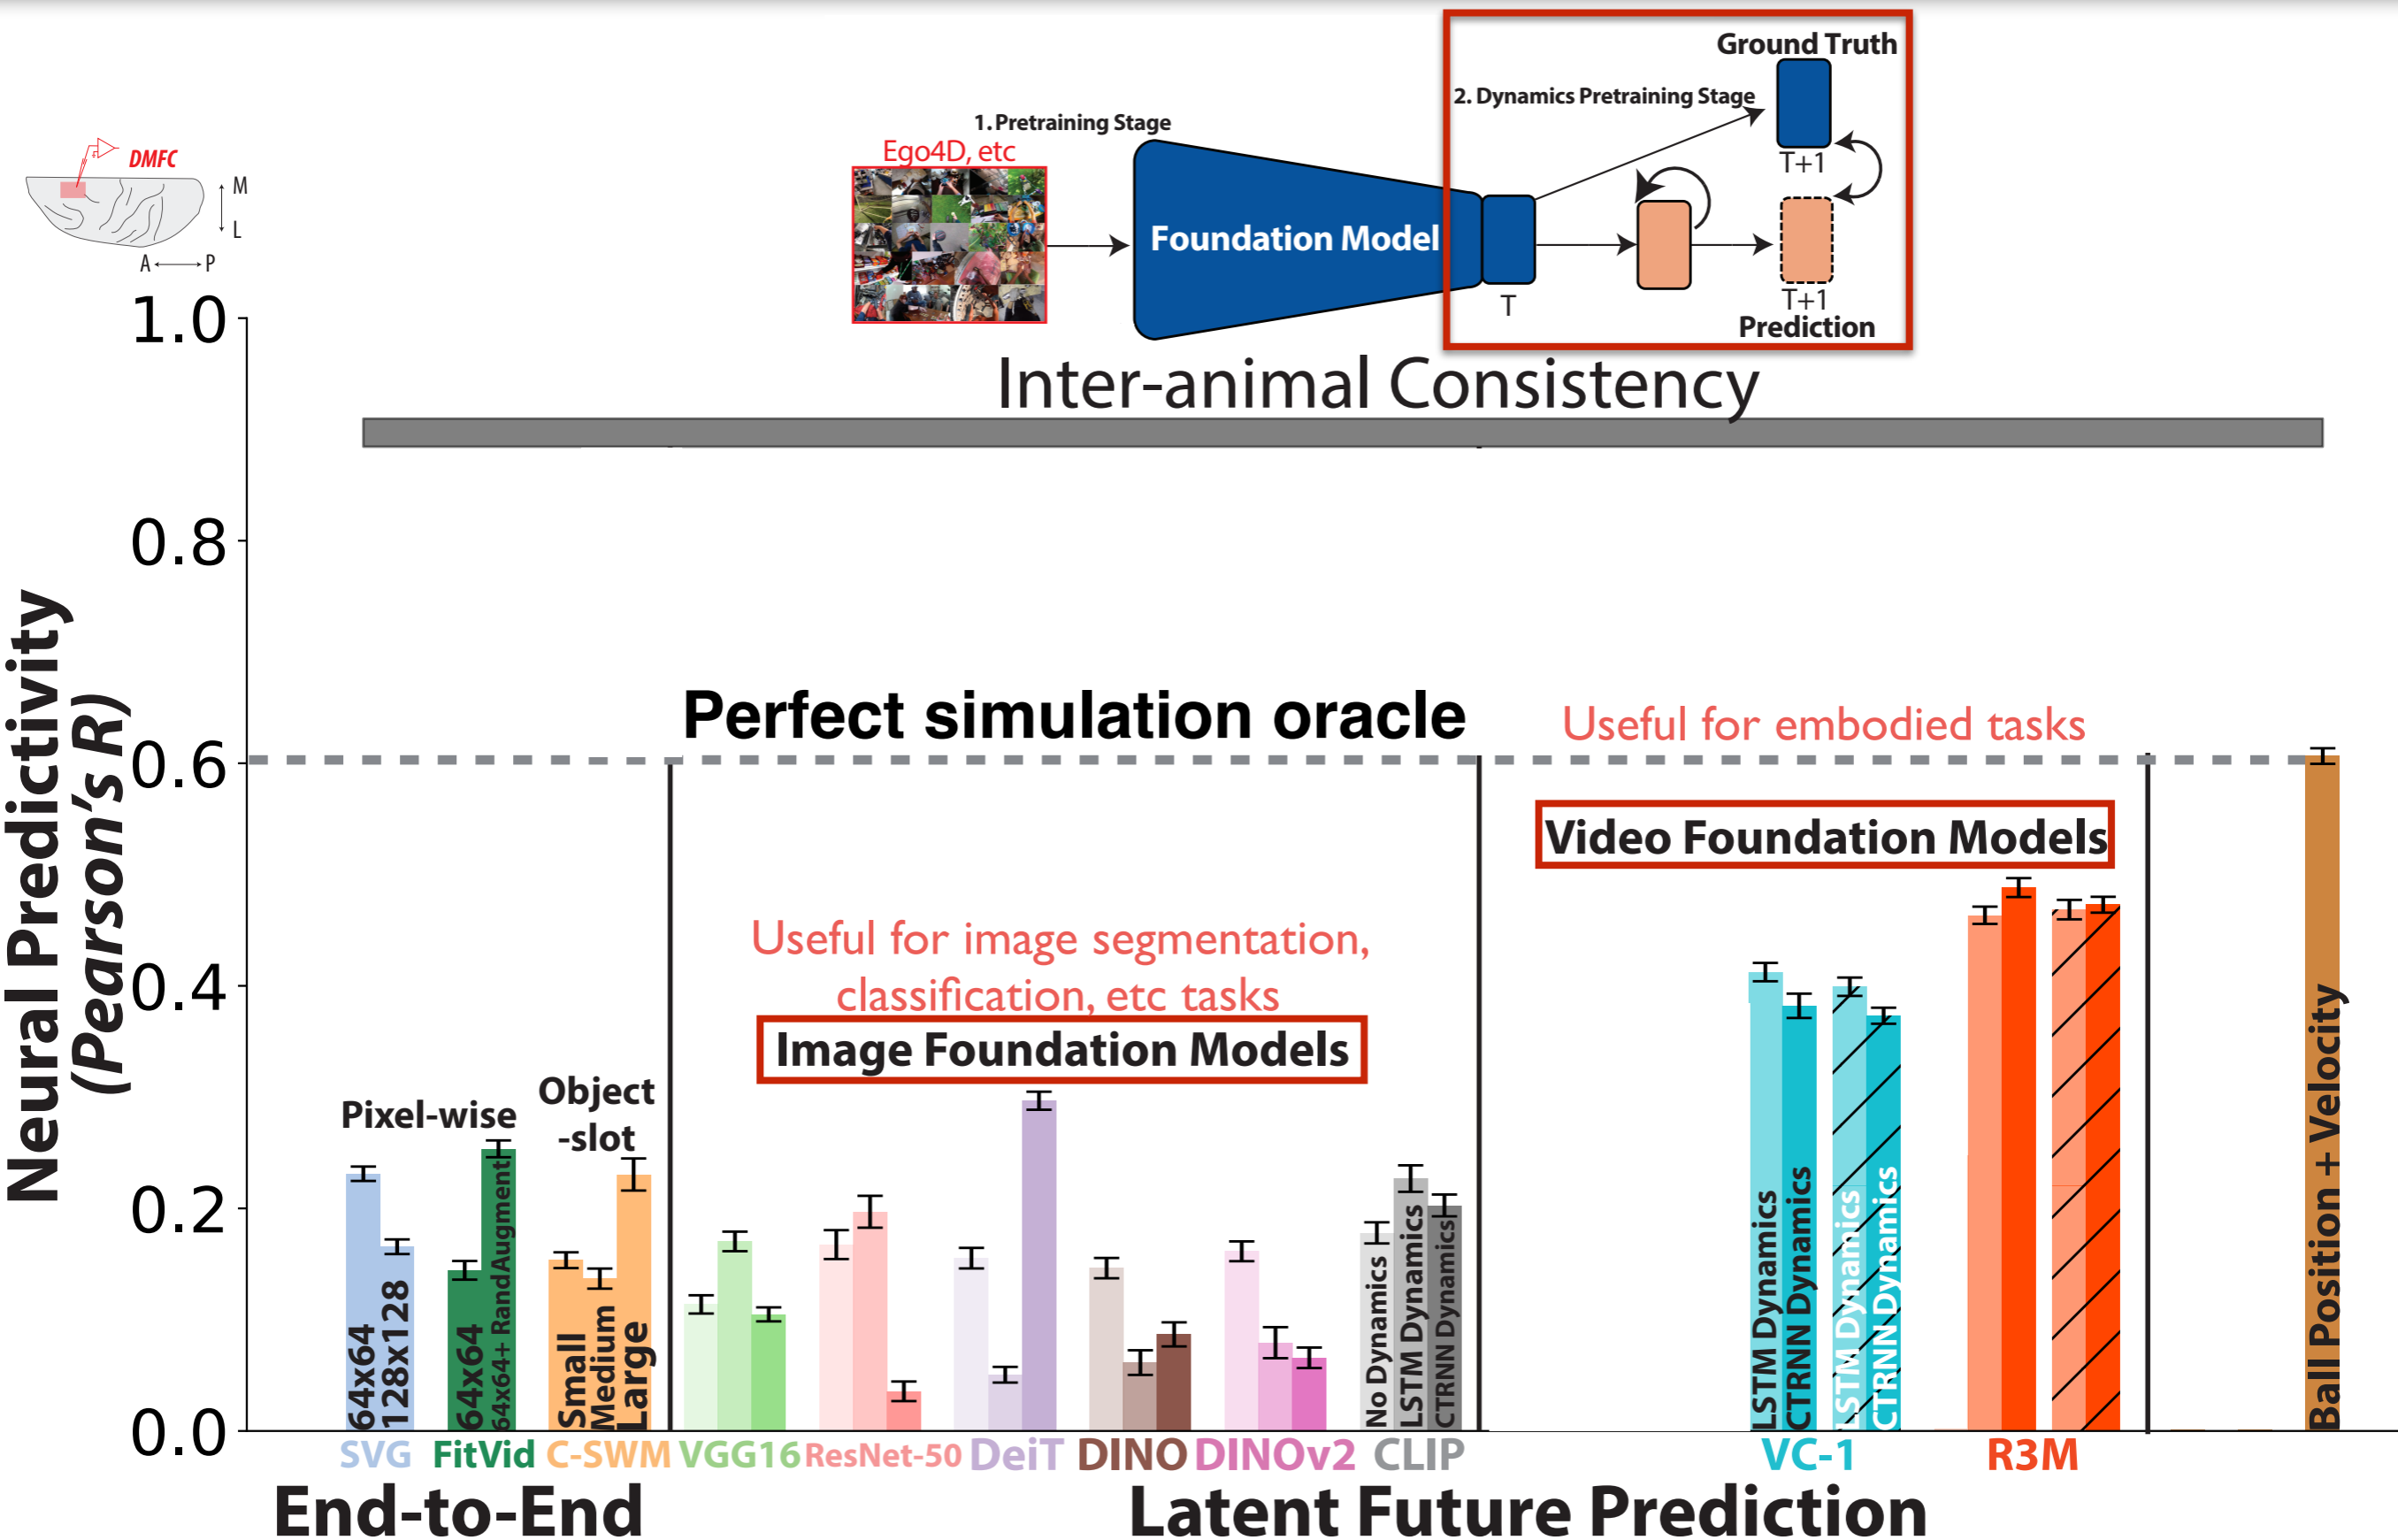 Ground Truth
2. Dynamics Pretraining Stage
1. Pretraining Stage
Ego4D, etc
DMFC
M
L
A
P
T+1
Foundation Model
T
T+1
Prediction
Inter-animal Consistency
Neural Predictivity
(Pearson's R)
1.0
0.8
0.6
0.4
0.2
0.0
Perfect simulation oracle
Useful for embodied tasks
Video Foundation Models
Useful for image segmentation,
classification, etc tasks
Image Foundation Models
Pixel-wise
Object
-slot
64x64
128x128
64x64
64x64+ RandAugment
Small
Medium
Large
No Dynamics
LSTM Dynamics
CTRNN Dynamics
LSTM Dynamics
CTRNN Dynamics
LSTM Dynamics
CTRNN Dynamics
Ball Position + Velocity
SVG
FitVid
C-SWM
VGG16
ResNet-50
DeiT
DINO
DINOv2
CLIP
VC-1
R3M
End-to-End
Latent Future Prediction